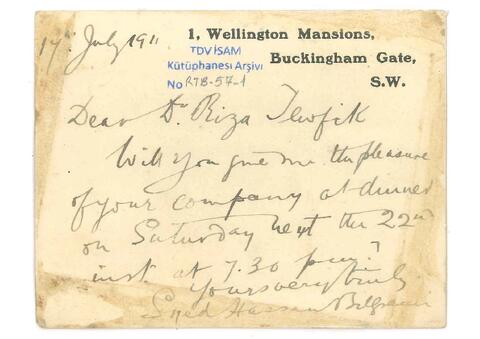 17th July 1911
1, Wellington Mansions,
Buckingham Gate,
S.W.
TDV İSAM
Kütüphanesi Arşivi
No RTB-57-1
Dear Dr Riza Tewfik
Will you give me the pleasure
of your company at dinner
on Saturday next the 22nd
inst at 7.30 pm?
Yours very truly
Syed Hassan Belgrami